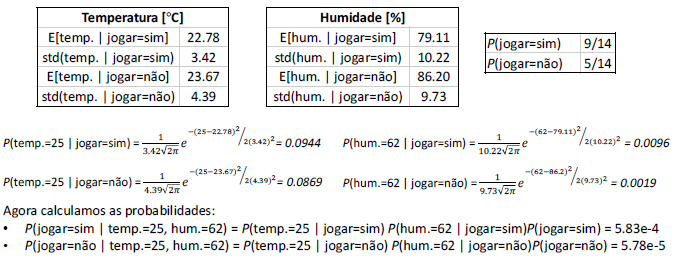 Temperatura [°C]
E[temp. | jogar=sim] 22.78
std(temp. | jogar=sim) 3.42
E[temp. | jogar=não] 23.67
std(temp. | jogar=não) 4.39
Humidade [%]
E[hum. | jogar=sim] 79.11
std(hum. | jogar=sim) 10.22
E[hum. | jogar=não] 86.20
std(hum. | jogar=não) 9.73
P(jogar=sim) 9/14
P(jogar=não) 5/14
P(temp.=25 | jogar=sim) = 1/(3.42√2π) e^(−(25−22.78)²/2(3.42)²) = 0.0944
P(hum.=62 | jogar=sim) = 1/(10.22√2π) e^(−(62−79.11)²/2(10.22)²) = 0.0096
P(temp.=25 | jogar=não) = 1/(4.39√2π) e^(−(25−23.67)²/2(4.39)²) = 0.0869
P(hum.=62 | jogar=não) = 1/(9.73√2π) e^(−(62−86.2)²/2(9.73)²) = 0.0019
Agora calculamos as probabilidades:
• P(jogar=sim | temp.=25, hum.=62) = P(temp.=25 | jogar=sim) P(hum.=62 | jogar=sim)P(jogar=sim) = 5.83e-4
• P(jogar=não | temp.=25, hum.=62) = P(temp.=25 | jogar=não) P(hum.=62 | jogar=não)P(jogar=não) = 5.78e-5